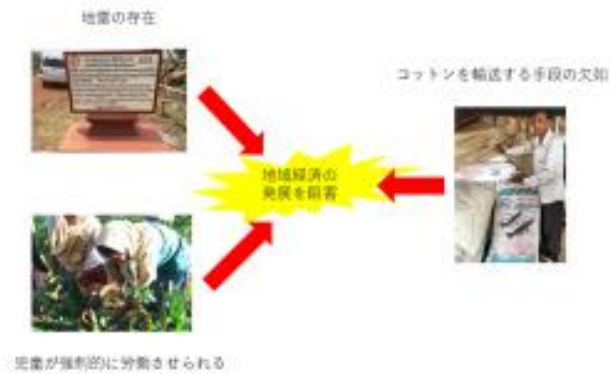 地雷の存在
コットンを輸送する手段の欠如
地域経済の
発展を阻害
児童が強制的に労働させられる